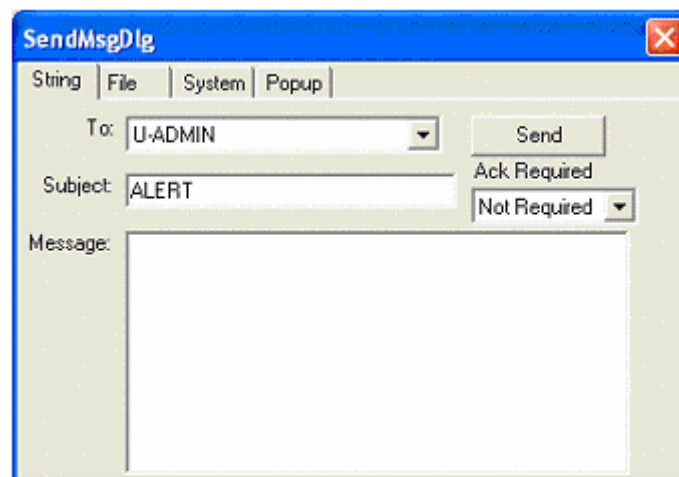 SendMsgDlg
String File System Popup
To: U-ADMIN Send
Ack Required
Subject: ALERT Not Required
Message: